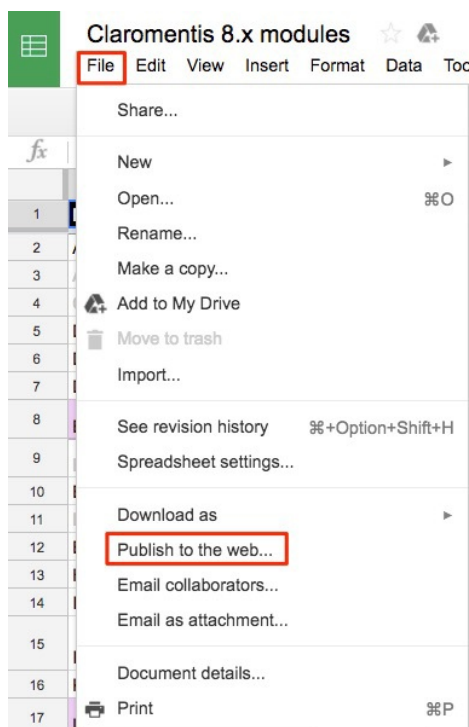 Claromentis 8.x modules
File Edit View Insert Format Data
Share...
fx
New
Open... ⌘O
1
Rename...
2
Make a copy...
3
4 Add to My Drive
5
Move to trash
6
Import...
7
8 See revision history ⌘+Option+Shift+H
9 Spreadsheet settings...
10
Download as
11
12 Publish to the web...
13 Email collaborators...
14
Email as attachment...
15
Document details...
16
Print ⌘P
17